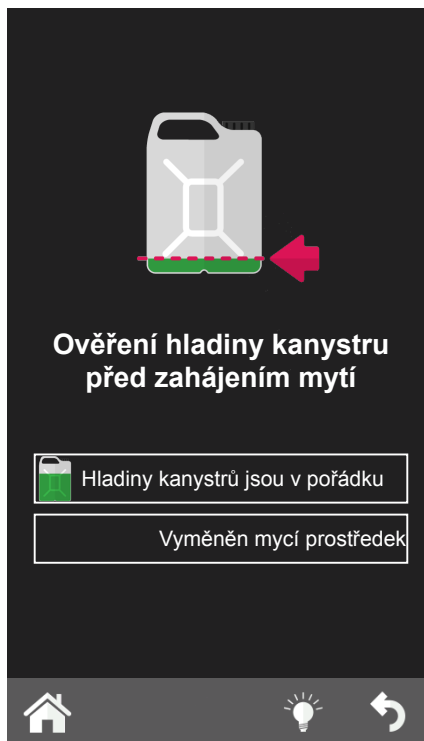 Ověření hladiny kanystru
před zahájením mytí
Hladiny kanystrů jsou v pořádku
Vyměněn mycí prostředek